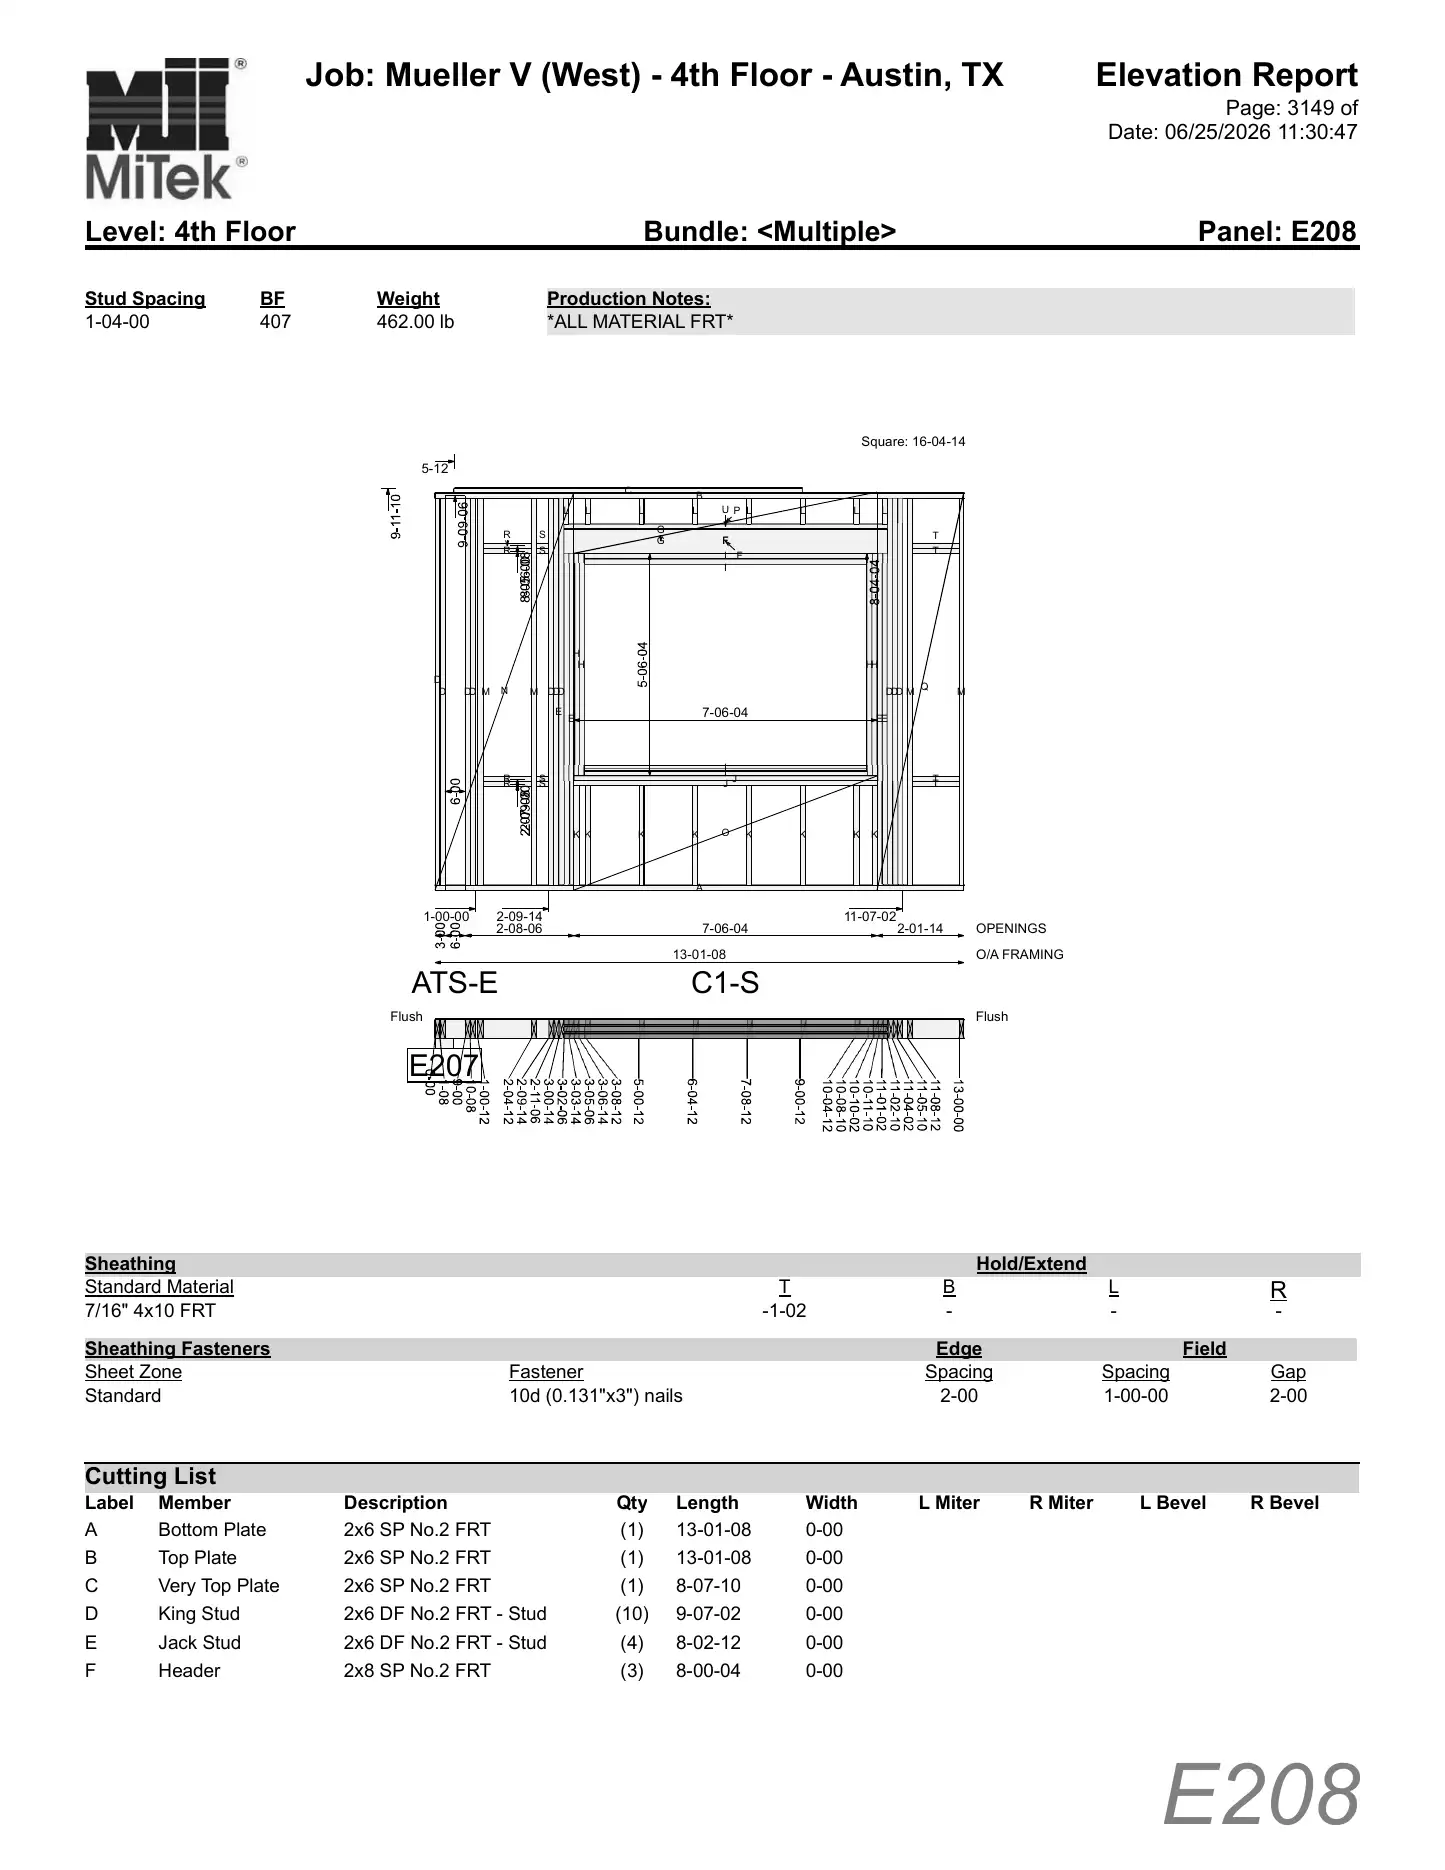 MiTek®
Job: Mueller V (West) - 4th Floor - Austin, TX
Elevation Report
Page: 3149 of
Date: 06/25/2026 11:30:47
Level: 4th Floor Bundle: <Multiple> Panel: E208
Stud Spacing BF Weight Production Notes:
1-04-00 407 462.00 lb *ALL MATERIAL FRT*
Square: 16-04-14
5-12
9-11-10
9-09-06
C
B
L L L L U P L L L L
R S O G F F T
R S T
8-04-04
5-06-04
H H HH
D D DD M N M DDD DDD M Q M
E E EE
7-06-04
I
6-00
R S J T
R S J T
K K K K O K K K K
A
1-00-00 2-09-14 11-07-02
3-00 6-00 2-08-06 7-06-04 2-01-14 OPENINGS
13-01-08 O/A FRAMING
ATS-E C1-S
Flush Flush
E207
1-08 9-00 10-08 1-00-12 2-04-12 2-09-14 2-11-06 3-00-14 3-02-06 3-03-14 3-05-06 3-06-14 3-08-12 5-00-12 6-04-12 7-08-12 9-00-12 10-04-12 10-08-10 10-10-02 10-11-10 11-01-02 11-02-10 11-04-02 11-05-10 11-08-12 13-00-00
Sheathing Hold/Extend
Standard Material T B L R
7/16" 4x10 FRT -1-02 - - -
Sheathing Fasteners Edge Field
Sheet Zone Fastener Spacing Spacing Gap
Standard 10d (0.131"x3") nails 2-00 1-00-00 2-00
Cutting List
Label Member Description Qty Length Width L Miter R Miter L Bevel R Bevel
A Bottom Plate 2x6 SP No.2 FRT (1) 13-01-08 0-00
B Top Plate 2x6 SP No.2 FRT (1) 13-01-08 0-00
C Very Top Plate 2x6 SP No.2 FRT (1) 8-07-10 0-00
D King Stud 2x6 DF No.2 FRT - Stud (10) 9-07-02 0-00
E Jack Stud 2x6 DF No.2 FRT - Stud (4) 8-02-12 0-00
F Header 2x8 SP No.2 FRT (3) 8-00-04 0-00
E208